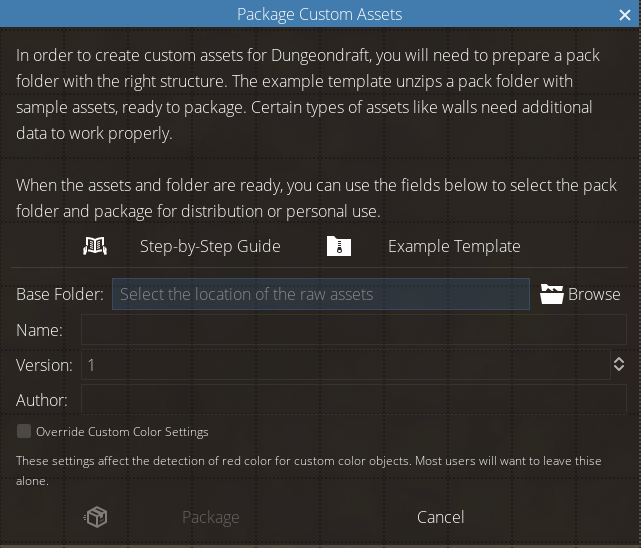 Package Custom Assets
In order to create custom assets for Dungeondraft, you will need to prepare a pack
folder with the right structure. The example template unzips a pack folder with
sample assets, ready to package. Certain types of assets like walls need additional
data to work properly.
When the assets and folder are ready, you can use the fields below to select the pack
folder and package for distribution or personal use.
Step-by-Step Guide Example Template
Base Folder: Select the location of the raw assets Browse
Name:
Version: 1
Author:
Override Custom Color Settings
These settings affect the detection of red color for custom color objects. Most users will want to leave thise
alone.
Package Cancel